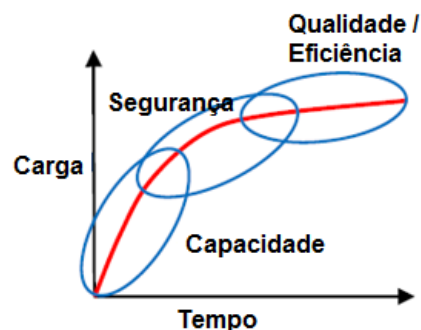 Qualidade /
Eficiência
Segurança
Carga
Capacidade
Tempo